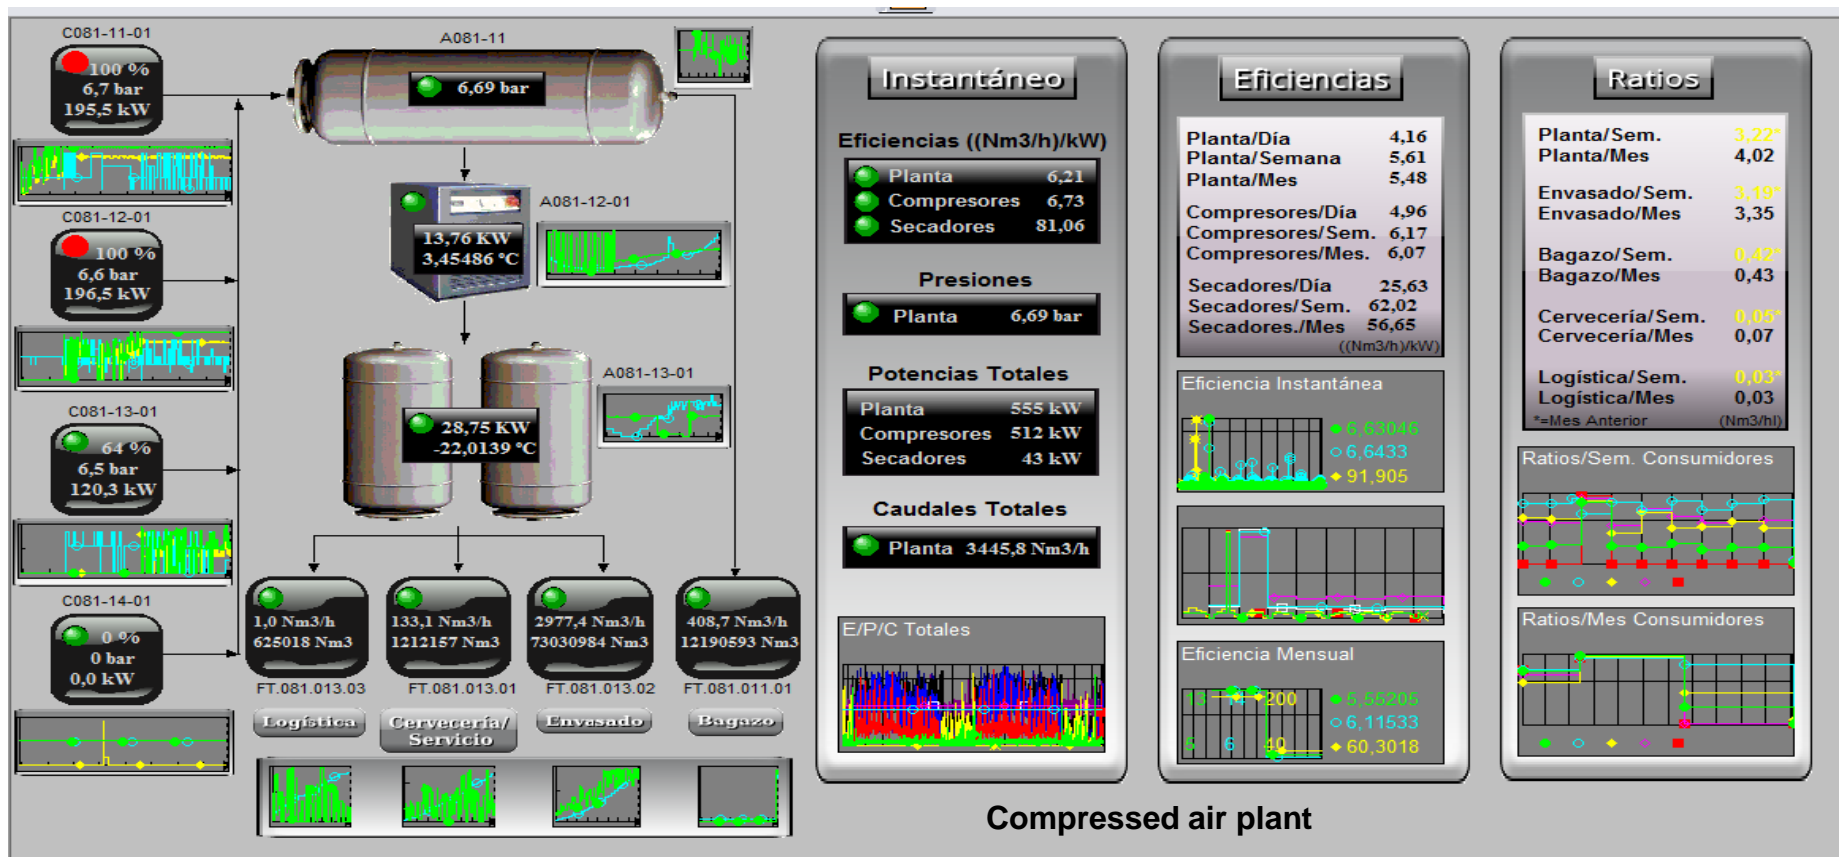 C081-11-01
100 %
6,7 bar
195,5 kW
C081-12-01
100 %
6,6 bar
196,5 kW
C081-13-01
64 %
6,5 bar
120,3 kW
C081-14-01
0 %
0 bar
0,0 kW
A081-11
6,69 bar
A081-12-01
13,76 KW
3,45486 ºC
A081-13-01
28,75 KW
-22,0139 ºC
1,0 Nm3/h
625018 Nm3
FT.081.013.03
Logística
133,1 Nm3/h
1212157 Nm3
FT.081.013.01
Cervecería/
Servicio
2977,4 Nm3/h
73030984 Nm3
FT.081.013.02
Envasado
408,7 Nm3/h
12190593 Nm3
FT.081.011.01
Bagazo
Instantáneo
Eficiencias ((Nm3/h)/kW)
Planta 6,21
Compresores 6,73
Secadores 81,06
Presiones
Planta 6,69 bar
Potencias Totales
Planta 555 kW
Compresores 512 kW
Secadores 43 kW
Caudales Totales
Planta 3445,8 Nm3/h
E/P/C Totales
Eficiencias
Planta/Día 4,16
Planta/Semana 5,61
Planta/Mes 5,48
Compresores/Día 4,96
Compresores/Sem. 6,17
Compresores/Mes. 6,07
Secadores/Día 25,63
Secadores/Sem. 62,02
Secadores./Mes 56,65
((Nm3/h)/kW)
Eficiencia Instantánea
6,63046
6,6433
91,905
Eficiencia Mensual
13 14 200
5 6 40
5,55205
6,11533
60,3018
Ratios
Planta/Sem. 3,22*
Planta/Mes 4,02
Envasado/Sem. 3,19*
Envasado/Mes 3,35
Bagazo/Sem. 0,42*
Bagazo/Mes 0,43
Cervecería/Sem. 0,05*
Cervecería/Mes 0,07
Logística/Sem. 0,03*
Logística/Mes 0,03
*=Mes Anterior (Nm3/hl)
Ratios/Sem. Consumidores
Ratios/Mes Consumidores
Compressed air plant